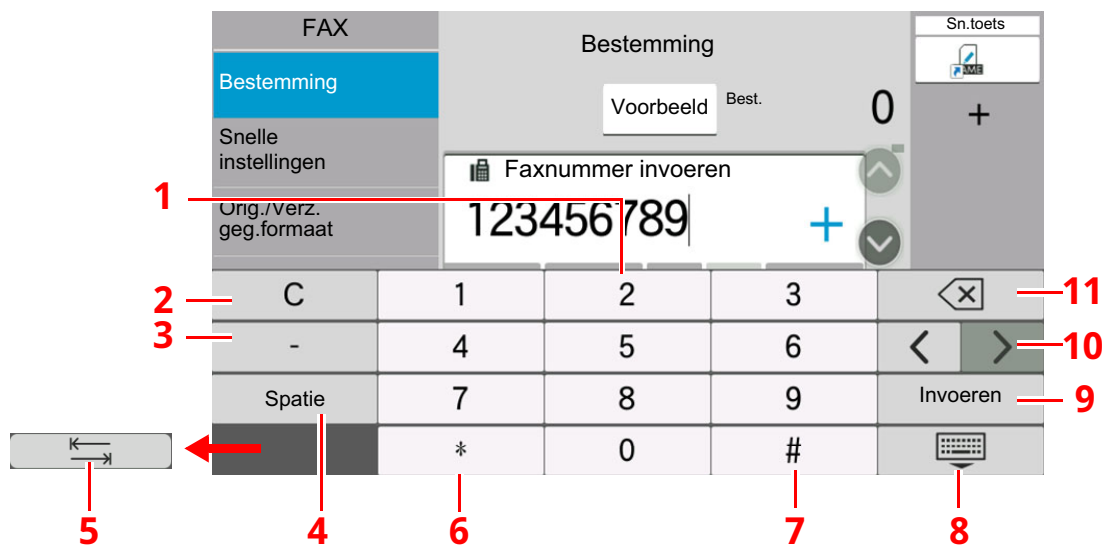 FAX
Bestemming
Snelle
instellingen
Orig./Verz.
geg.formaat
Bestemming
Voorbeeld
Best.
0
Sn.toets
+
Faxnummer invoeren
123456789
+
1
C
1
2
3
11
2
-
4
5
6
10
3
Spatie
7
8
9
Invoeren
9
*
0
#
5
4
6
7
8